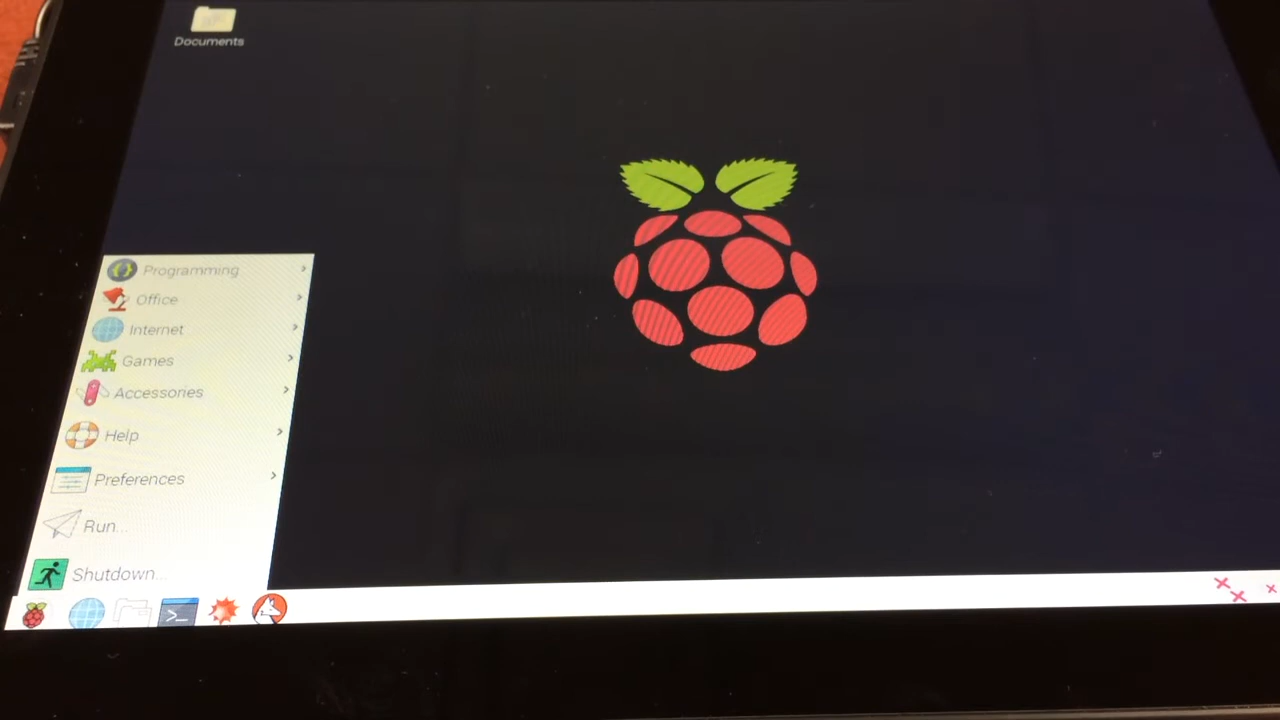 Documents
Programming
Office
Internet
Games
Accessories
Help
Preferences
Run...
Shutdown...
>_